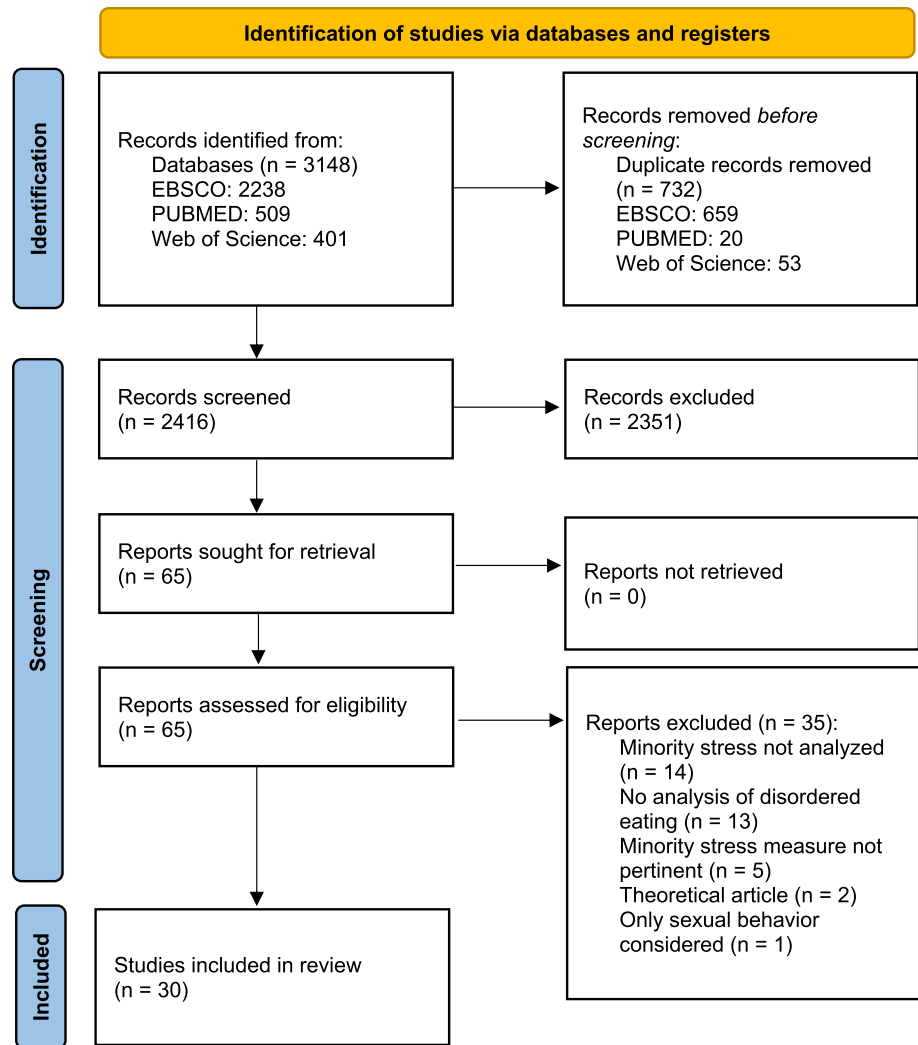 Identification of studies via databases and registers
Identification
Records identified from:
Databases (n = 3148)
EBSCO: 2238
PUBMED: 509
Web of Science: 401
Records removed before
screening:
Duplicate records removed
(n = 732)
EBSCO: 659
PUBMED: 20
Web of Science: 53
Screening
Records screened
(n = 2416)
Records excluded
(n = 2351)
Reports sought for retrieval
(n = 65)
Reports not retrieved
(n = 0)
Reports assessed for eligibility
(n = 65)
Reports excluded (n = 35):
Minority stress not analyzed
(n = 14)
No analysis of disordered
eating (n = 13)
Minority stress measure not
pertinent (n = 5)
Theoretical article (n = 2)
Only sexual behavior
considered (n = 1)
Included
Studies included in review
(n = 30)